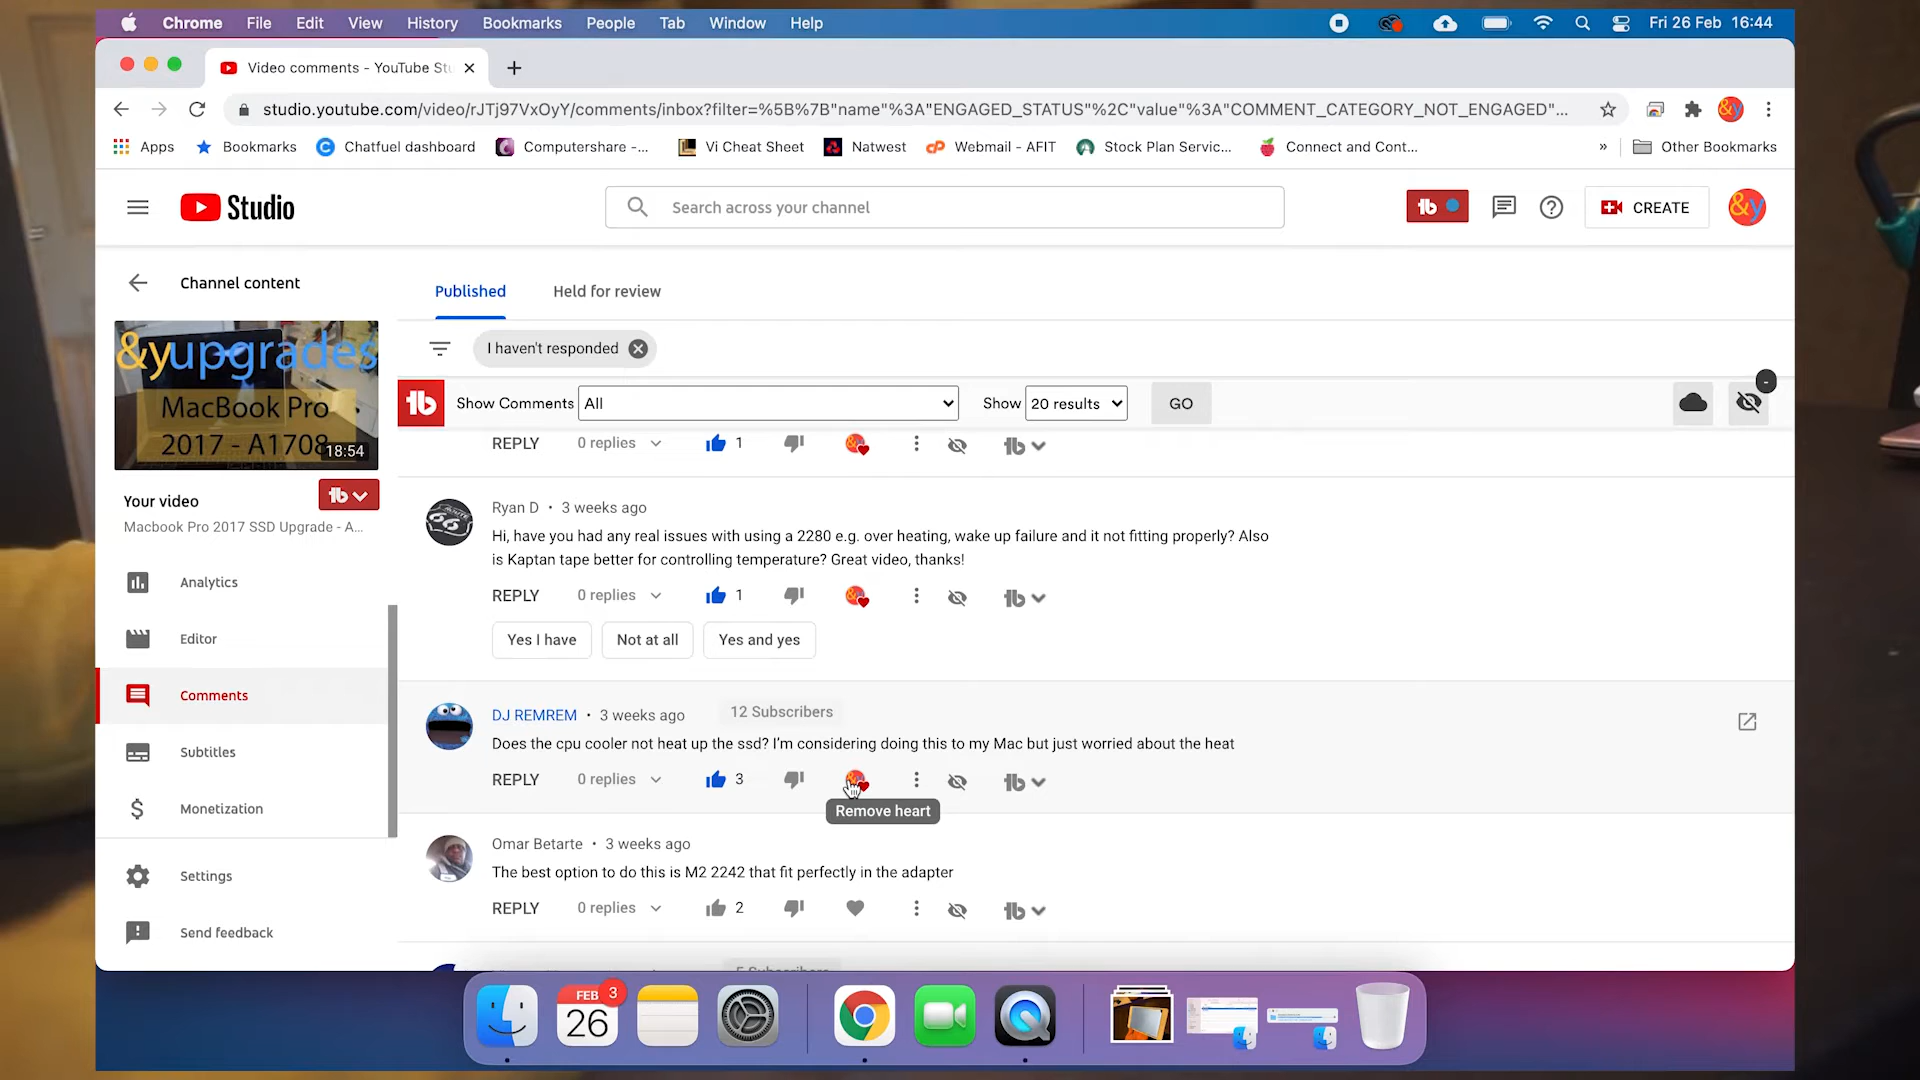 Chrome File Edit View History Bookmarks People Tab Window Help Fri 26 Feb 16:44
Video comments - YouTube Stu
studio.youtube.com/video/rJTj97VxOyY/comments/inbox?filter=%5B%7B"name"%3A"ENGAGED_STATUS"%2C"value"%3A"COMMENT_CATEGORY_NOT_ENGAGED"...
Apps Bookmarks Chatfuel dashboard Computershare -... Vi Cheat Sheet Natwest Webmail - AFIT Stock Plan Servic... Connect and Cont... » Other Bookmarks
Studio Search across your channel tb CREATE &y
Channel content
Published Held for review
I haven't responded
&yupgrades
MacBook Pro
2017 - A1708
18:54
tb Show Comments All Show 20 results GO -
REPLY 0 replies 1 tb
Your video tb
Macbook Pro 2017 SSD Upgrade - A...
Ryan D • 3 weeks ago
Hi, have you had any real issues with using a 2280 e.g. over heating, wake up failure and it not fitting properly? Also
is Kaptan tape better for controlling temperature? Great video, thanks!
REPLY 0 replies 1 tb
Yes I have Not at all Yes and yes
Analytics
Editor
Comments
Subtitles
Monetization
Settings
Send feedback
DJ REMREM • 3 weeks ago 12 Subscribers
Does the cpu cooler not heat up the ssd? I'm considering doing this to my Mac but just worried about the heat
REPLY 0 replies 3 tb
Remove heart
Omar Betarte • 3 weeks ago
The best option to do this is M2 2242 that fit perfectly in the adapter
REPLY 0 replies 2 tb
5 Subscribers
FEB 3
26